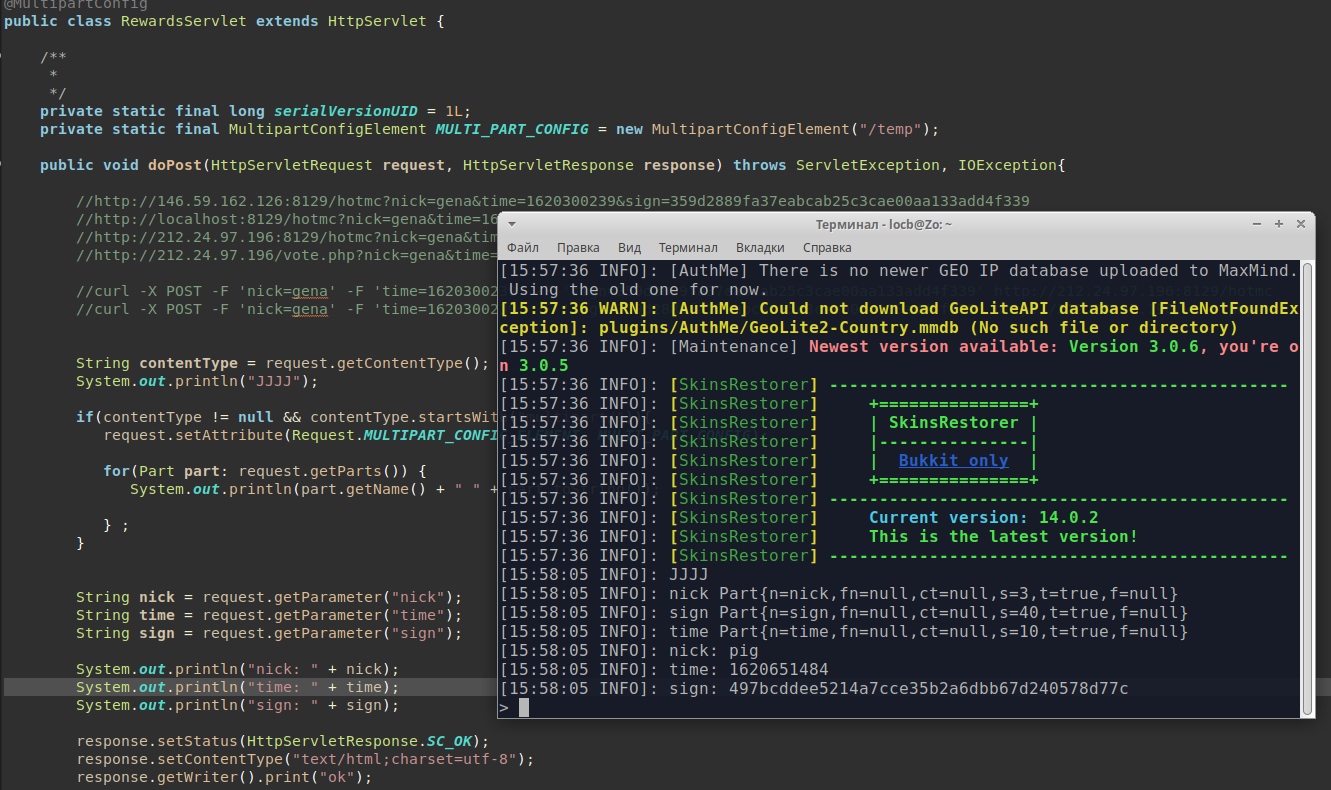 @MultipartConfig
public class RewardsServlet extends HttpServlet {
/**
*
*/
private static final long serialVersionUID = 1L;
private static final MultipartConfigElement MULTI_PART_CONFIG = new MultipartConfigElement("/temp");
public void doPost(HttpServletRequest request, HttpServletResponse response) throws ServletException, IOException{
//http://146.59.162.126:8129/hotmc?nick=gena&time=1620300239&sign=359d2889fa37eabcab25c3cae00aa133add4f339
//http://localhost:8129/hotmc?nick=gena&time=16
//http://212.24.97.196:8129/hotmc?nick=gena&tim
//http://212.24.97.196/vote.php?nick=gena&time=
//curl -X POST -F 'nick=gena' -F 'time=16203002
//curl -X POST -F 'nick=gena' -F 'time=16203002
String contentType = request.getContentType();
System.out.println("JJJJ");
if(contentType != null && contentType.startsWit
request.setAttribute(Request.MULTIPART_CONFI
for(Part part: request.getParts()) {
System.out.println(part.getName() + " " +
} ;
}
String nick = request.getParameter("nick");
String time = request.getParameter("time");
String sign = request.getParameter("sign");
System.out.println("nick: " + nick);
System.out.println("time: " + time);
System.out.println("sign: " + sign);
response.setStatus(HttpServletResponse.SC_OK);
response.setContentType("text/html;charset=utf-8");
response.getWriter().print("ok");
Терминал - locb@Zo: ~
Файл Правка Вид Терминал Вкладки Справка
[15:57:36 INFO]: [AuthMe] There is no newer GEO IP database uploaded to MaxMind.
Using the old one for now.
[15:57:36 WARN]: [AuthMe] Could not download GeoLiteAPI database [FileNotFoundEx
ception]: plugins/AuthMe/GeoLite2-Country.mmdb (No such file or directory)
[15:57:36 INFO]: [Maintenance] Newest version available: Version 3.0.6, you're o
n 3.0.5
[15:57:36 INFO]: [SkinsRestorer] ----------------------------------------------
[15:57:36 INFO]: [SkinsRestorer] +===============+
[15:57:36 INFO]: [SkinsRestorer] | SkinsRestorer |
[15:57:36 INFO]: [SkinsRestorer] |---------------|
[15:57:36 INFO]: [SkinsRestorer] | Bukkit only |
[15:57:36 INFO]: [SkinsRestorer] +===============+
[15:57:36 INFO]: [SkinsRestorer] ----------------------------------------------
[15:57:36 INFO]: [SkinsRestorer] Current version: 14.0.2
[15:57:36 INFO]: [SkinsRestorer] This is the latest version!
[15:57:36 INFO]: [SkinsRestorer] ----------------------------------------------
[15:58:05 INFO]: JJJJ
[15:58:05 INFO]: nick Part{n=nick,fn=null,ct=null,s=3,t=true,f=null}
[15:58:05 INFO]: sign Part{n=sign,fn=null,ct=null,s=40,t=true,f=null}
[15:58:05 INFO]: time Part{n=time,fn=null,ct=null,s=10,t=true,f=null}
[15:58:05 INFO]: nick: pig
[15:58:05 INFO]: time: 1620651484
[15:58:05 INFO]: sign: 497bcddee5214a7cce35b2a6dbb67d240578d77c
>